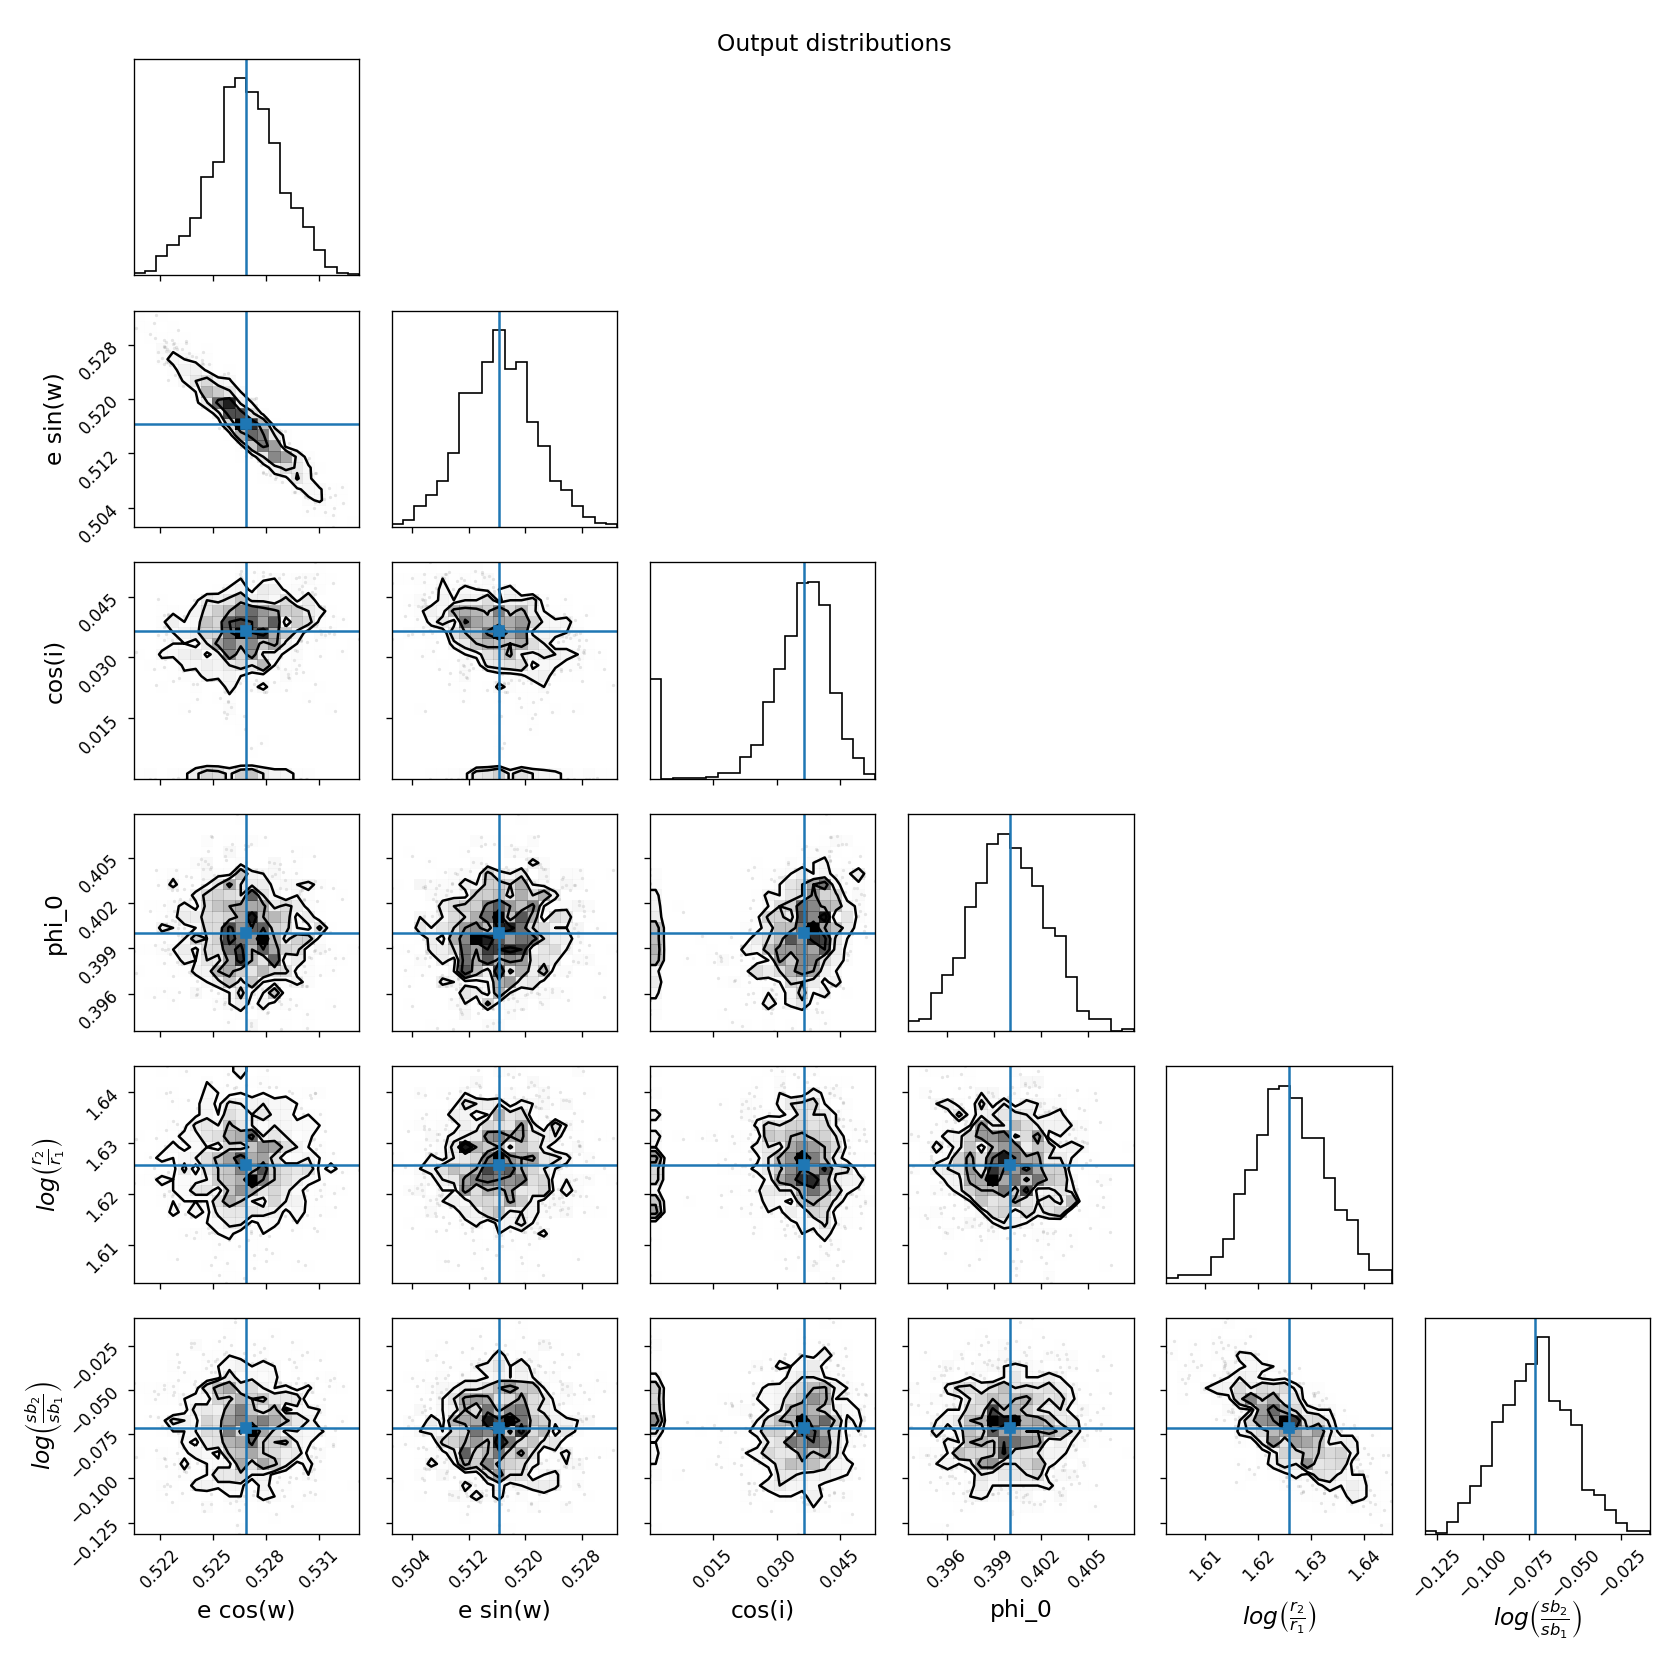 Output distributions
e sin(w)
0.528
0.520
0.512
0.504
cos(i)
0.045
0.030
0.015
phi_0
0.405
0.402
0.399
0.396
log(r₂/r₁)
1.64
1.63
1.62
1.61
log(sb₂/sb₁)
−0.025
−0.050
−0.075
−0.100
−0.125
0.522 0.525 0.528 0.531 0.504 0.512 0.520 0.528 0.015 0.030 0.045 0.396 0.399 0.402 0.405 1.61 1.62 1.63 1.64 −0.125 −0.100 −0.075 −0.050 −0.025
e cos(w) e sin(w) cos(i) phi_0 log(r₂/r₁) log(sb₂/sb₁)